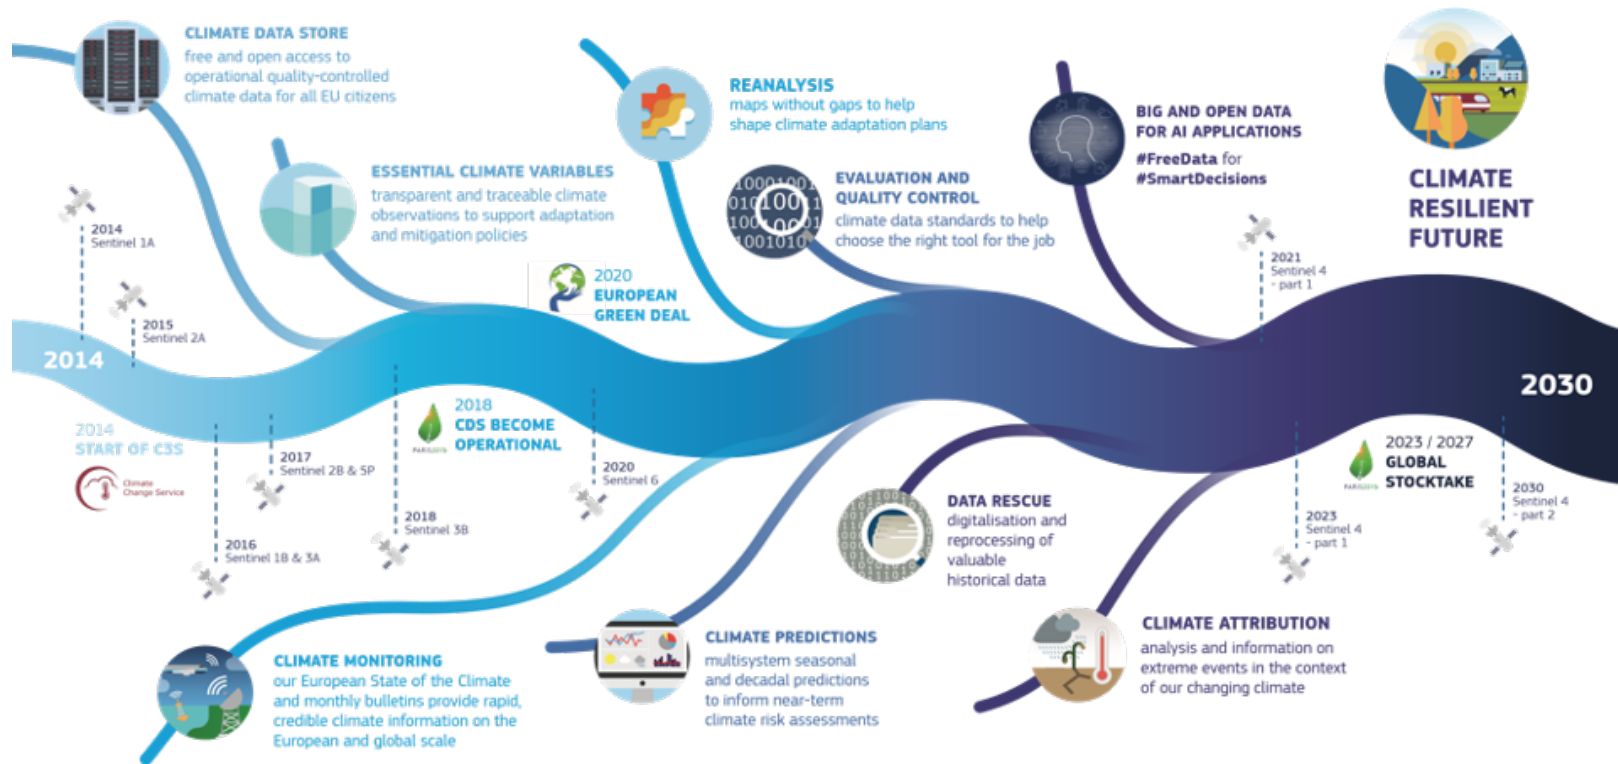 CLIMATE DATA STORE
free and open access to
operational quality-controlled
climate data for all EU citizens
ESSENTIAL CLIMATE VARIABLES
transparent and traceable climate
observations to support adaptation
and mitigation policies
REANALYSIS
maps without gaps to help
shape climate adaptation plans
EVALUATION AND
QUALITY CONTROL
climate data standards to help
choose the right tool for the job
BIG AND OPEN DATA
FOR AI APPLICATIONS
#FreeData for
#SmartDecisions
CLIMATE
RESILIENT
FUTURE
2014
Sentinel 1A
2015
Sentinel 2A
2020
EUROPEAN
GREEN DEAL
2021
Sentinel 4
- part 1
2014
2030
2014
START OF C3S
Climate
Change Service
2016
Sentinel 1B & 3A
2017
Sentinel 2B & 5P
2018
Sentinel 3B
PARIS2015
2018
CDS BECOME
OPERATIONAL
2020
Sentinel 6
DATA RESCUE
digitalisation and
reprocessing of
valuable
historical data
2023
Sentinel 4
- part 1
PARIS2015
2023 / 2027
GLOBAL
STOCKTAKE
2030
Sentinel 4
- part 2
CLIMATE MONITORING
our European State of the Climate
and monthly bulletins provide rapid,
credible climate information on the
European and global scale
CLIMATE PREDICTIONS
multisystem seasonal
and decadal predictions
to inform near-term
climate risk assessments
CLIMATE ATTRIBUTION
analysis and information on
extreme events in the context
of our changing climate